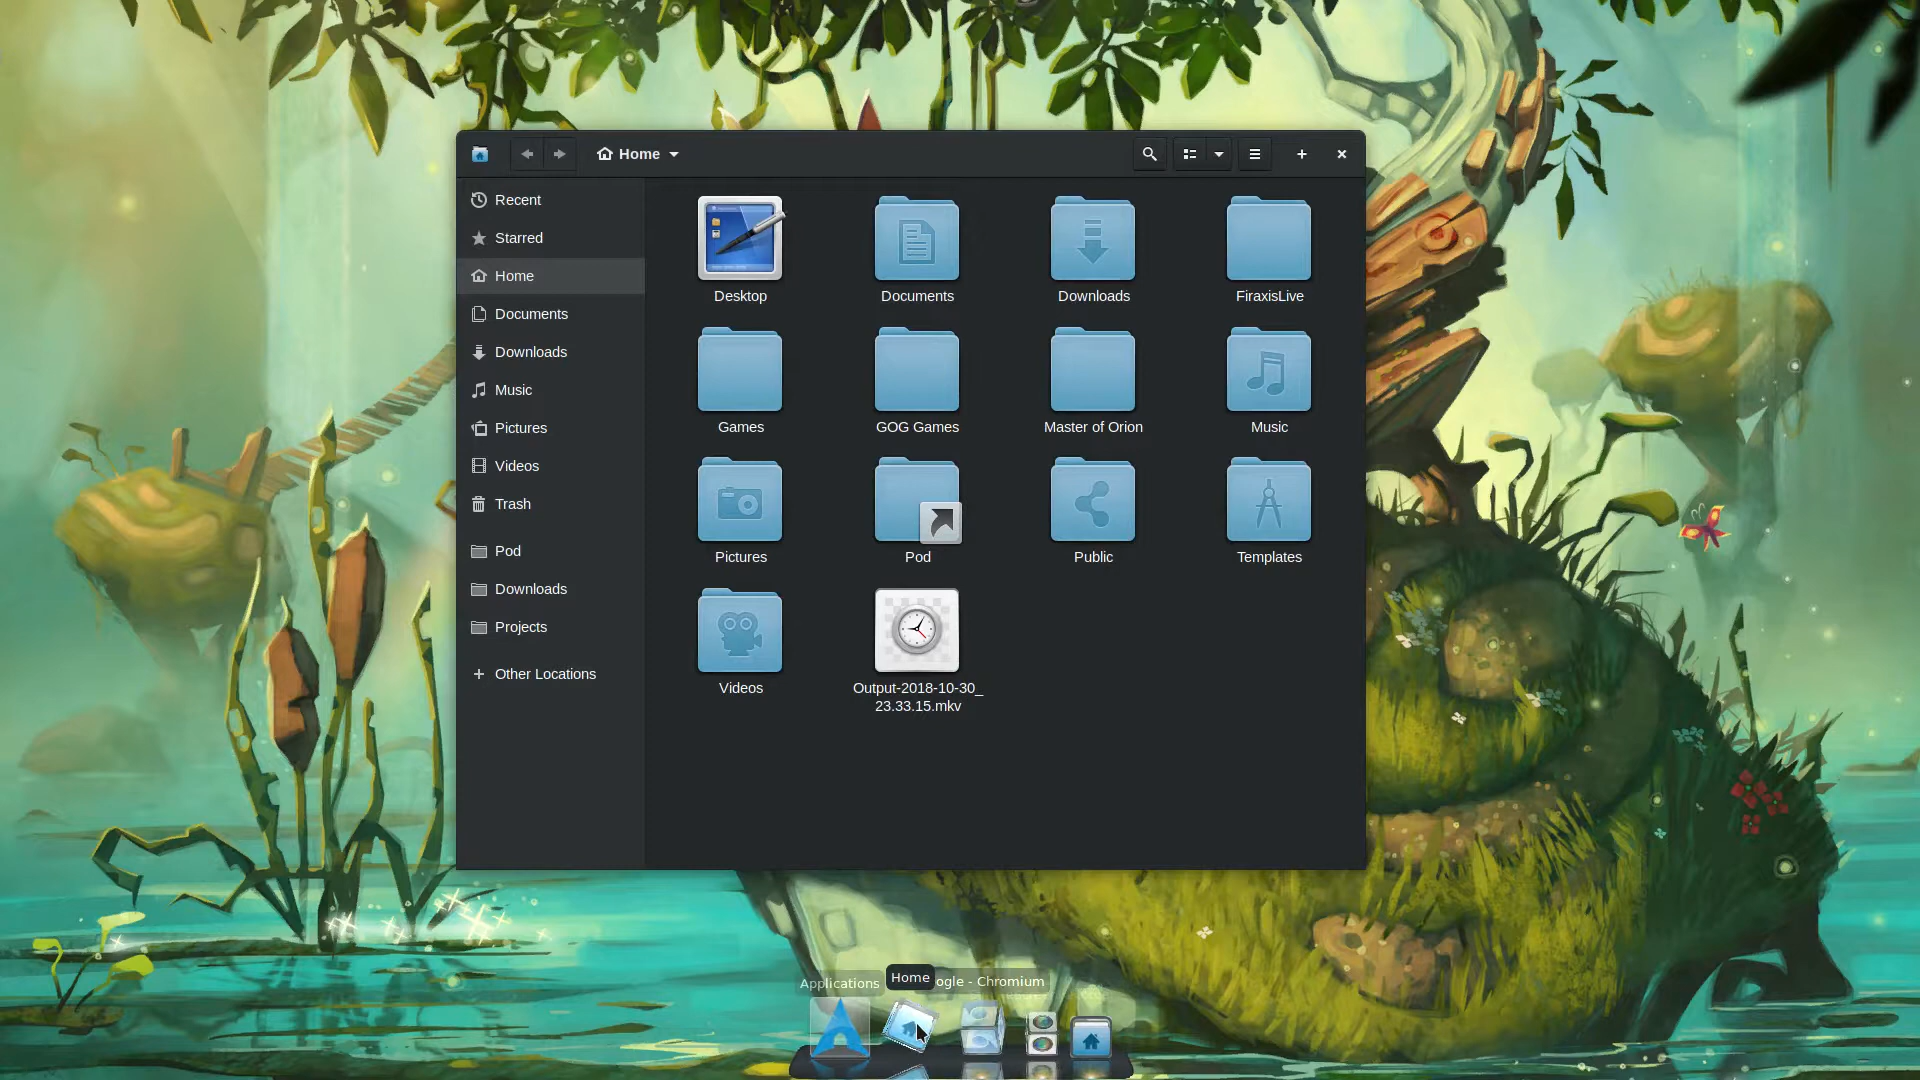 Home
Recent
Starred
Home
Documents
Downloads
Music
Pictures
Videos
Trash
Pod
Downloads
Projects
Other Locations
Desktop
Documents
Downloads
FiraxisLive
Games
GOG Games
Master of Orion
Music
Pictures
Pod
Public
Templates
Videos
Output-2018-10-30_
23.33.15.mkv
Applications
Home
ogle - Chromium